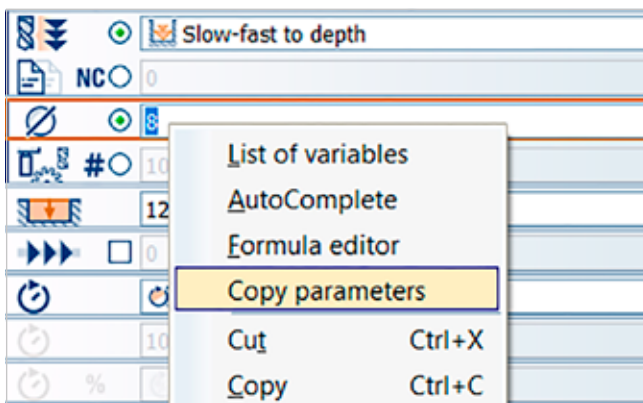 Slow-fast to depth
NC 0
8
# 10
List of variables
AutoComplete
12
Formula editor
0
Copy parameters
10
Cut Ctrl+X
%
Copy Ctrl+C